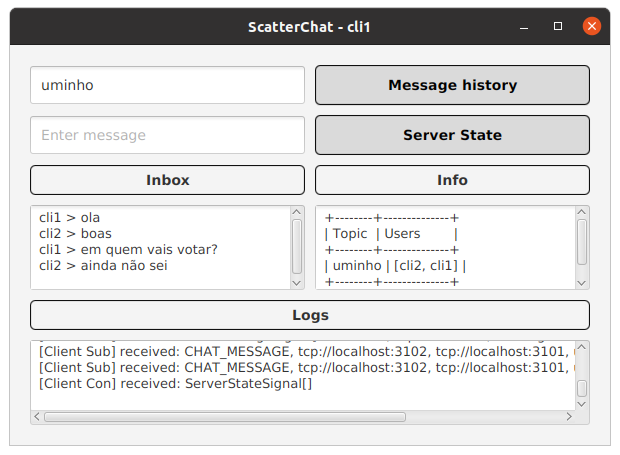 ScatterChat - cli1
uminho
Message history
Enter message
Server State
Inbox
Info
cli1 > ola
cli2 > boas
cli1 > em quem vais votar?
cli2 > ainda não sei
+--------+--------------+
| Topic | Users |
+--------+--------------+
| uminho | [cli2, cli1] |
+--------+--------------+
Logs
[Client Sub] received: CHAT_MESSAGE, tcp://localhost:3102, tcp://localhost:3101,
[Client Sub] received: CHAT_MESSAGE, tcp://localhost:3102, tcp://localhost:3101,
[Client Con] received: ServerStateSignal[]